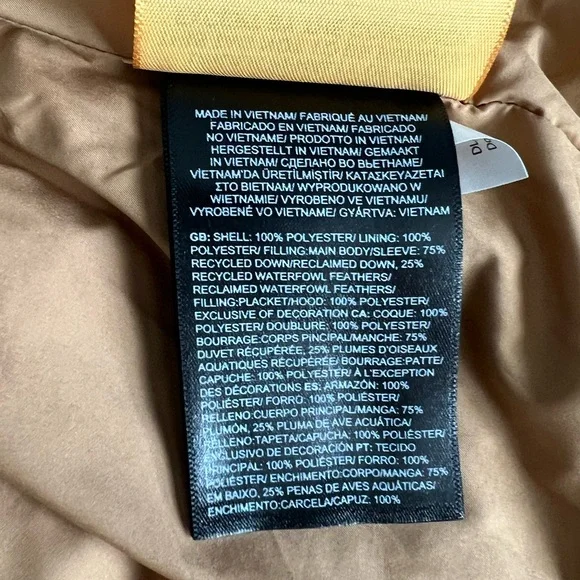 MADE IN VIETNAM/ FABRIQUÉ AU VIETNAM/
FABRICADO EN VIETNAM/ FABRICADO
NO VIETNAME/ PRODOTTO IN VIETNAM/
HERGESTELLT IN VIETNAM/ GEMAAKT
IN VIETNAM/ СДЕЛАНО ВО ВЬЕТНАМЕ/
VİETNAM'DA ÜRETİLMİŞTİR/ ΚΑΤΑΣΚΕΥΑΖΕΤΑΙ
ΣΤΟ ΒΙΕΤΝΑΜ/ WYPRODUKOWANO W
WIETNAMIE/ VYROBENO VE VIETNAMU/
VYROBENÉ VO VIETNAME/ GYÁRTVA: VIETNAM
GB: SHELL: 100% POLYESTER/ LINING: 100%
POLYESTER/ FILLING:MAIN BODY/SLEEVE: 75%
RECYCLED DOWN/RECLAIMED DOWN, 25%
RECYCLED WATERFOWL FEATHERS/
RECLAIMED WATERFOWL FEATHERS/
FILLING:PLACKET/HOOD: 100% POLYESTER/
EXCLUSIVE OF DECORATION CA: COQUE: 100%
POLYESTER/ DOUBLURE: 100% POLYESTER/
BOURRAGE:CORPS PINCIPAL/MANCHE: 75%
DUVET RÉCUPÉRÉE, 25% PLUMES D'OISEAUX
AQUATIQUES RÉCUPÉRÉE/ BOURRAGE:PATTE/
CAPUCHE: 100% POLYESTER/ À L'EXCEPTION
DES DÉCORATIONS ES: ARMAZÓN: 100%
POLIÉSTER/ FORRO: 100% POLIÉSTER/
RELLENO:CUERPO PRINCIPAL/MANGA: 75%
PLUMÓN, 25% PLUMA DE AVE ACUÁTICA/
RELLENO:TAPETA/CAPUCHA: 100% POLIÉSTER/
EXCLUSIVO DE DECORACIÓN PT: TECIDO
PRINCIPAL: 100% POLIÉSTER/ FORRO: 100%
POLIÉSTER/ ENCHIMENTO:CORPO/MANGA: 75%
EM BAIXO, 25% PENAS DE AVES AQUÁTICAS/
ENCHIMENTO:CARCELA/CAPUZ: 100%